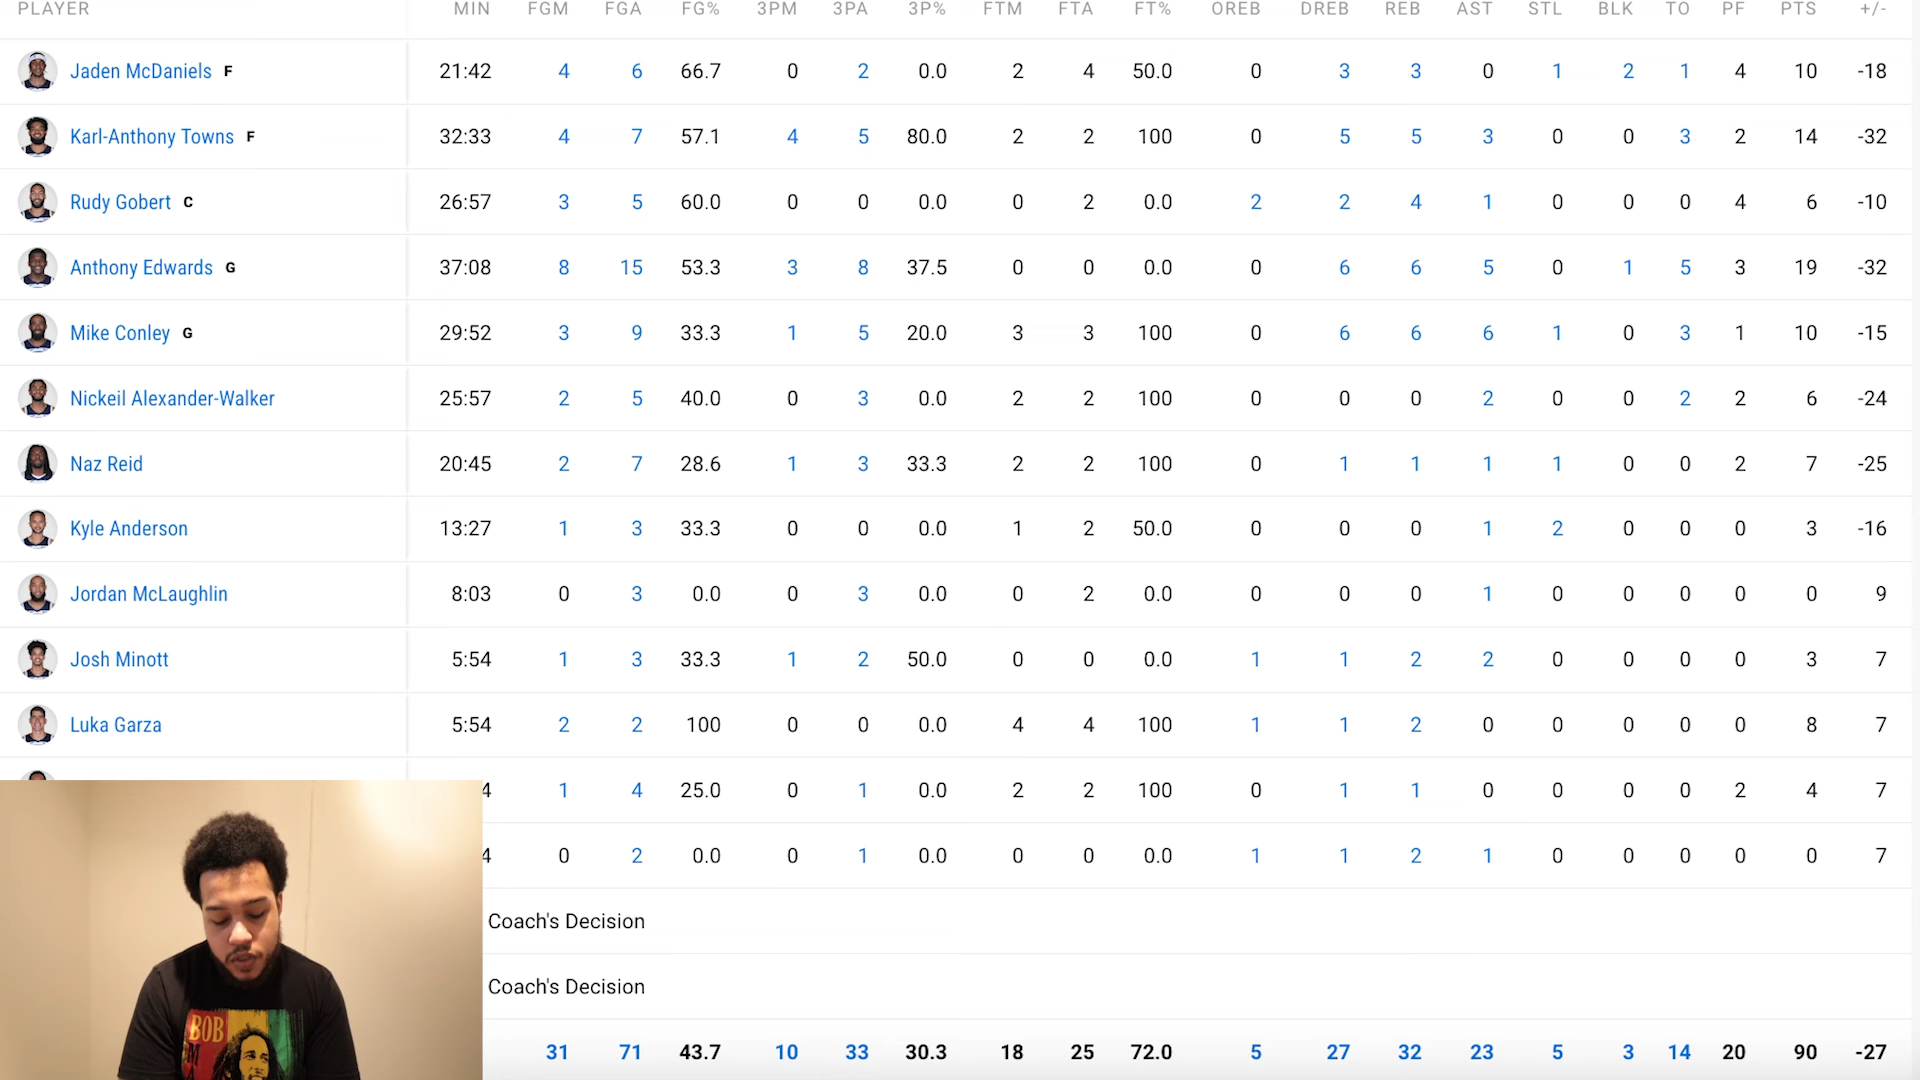 PLAYER MIN FGM FGA FG% 3PM 3PA 3P% FTM FTA FT% OREB DREB REB AST STL BLK TO PF PTS +/-
Jaden McDaniels F 21:42 4 6 66.7 0 2 0.0 2 4 50.0 0 3 3 0 1 2 1 4 10 -18
Karl-Anthony Towns F 32:33 4 7 57.1 4 5 80.0 2 2 100 0 5 5 3 0 0 3 2 14 -32
Rudy Gobert C 26:57 3 5 60.0 0 0 0.0 0 2 0.0 2 2 4 1 0 0 0 4 6 -10
Anthony Edwards G 37:08 8 15 53.3 3 8 37.5 0 0 0.0 0 6 6 5 0 1 5 3 19 -32
Mike Conley G 29:52 3 9 33.3 1 5 20.0 3 3 100 0 6 6 6 1 0 3 1 10 -15
Nickeil Alexander-Walker 25:57 2 5 40.0 0 3 0.0 2 2 100 0 0 0 2 0 0 2 2 6 -24
Naz Reid 20:45 2 7 28.6 1 3 33.3 2 2 100 0 1 1 1 1 0 0 2 7 -25
Kyle Anderson 13:27 1 3 33.3 0 0 0.0 1 2 50.0 0 0 0 1 2 0 0 0 3 -16
Jordan McLaughlin 8:03 0 3 0.0 0 3 0.0 0 2 0.0 0 0 0 1 0 0 0 0 0 9
Josh Minott 5:54 1 3 33.3 1 2 50.0 0 0 0.0 1 1 2 2 0 0 0 0 3 7
Luka Garza 5:54 2 2 100 0 0 0.0 4 4 100 1 1 2 0 0 0 0 0 8 7
4 1 4 25.0 0 1 0.0 2 2 100 0 1 1 0 0 0 0 2 4 7
4 0 2 0.0 0 1 0.0 0 0 0.0 1 1 2 1 0 0 0 0 0 7
Coach's Decision
Coach's Decision
31 71 43.7 10 33 30.3 18 25 72.0 5 27 32 23 5 3 14 20 90 -27
BOB
M